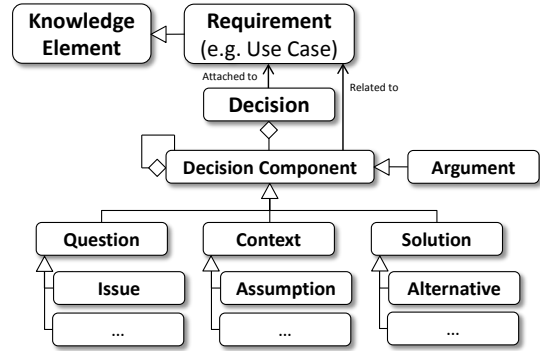 Knowledge
Element
Requirement
(e.g. Use Case)
Attached to
Related to
Decision
Decision Component
Argument
Question
Context
Solution
Issue
Assumption
Alternative
...
...
...